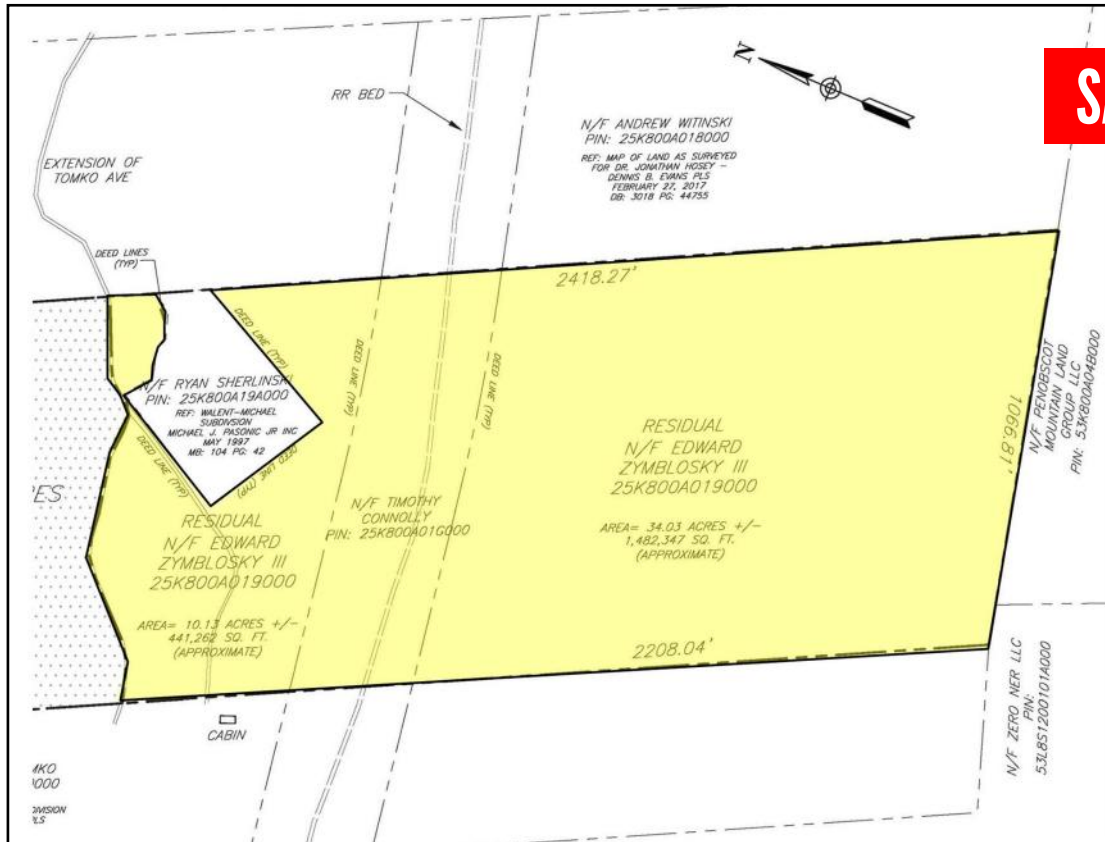 N
RR BED
N/F ANDREW WITINSKI
PIN: 25K800A018000
REF: MAP OF LAND AS SURVEYED
FOR DR. JONATHAN HOSEY –
DENNIS B. EVANS PLS
FEBRUARY 27, 2017
DB: 3018 PG: 44755
EXTENSION OF
TOMKO AVE
DEED LINES
(TYP)
2418.27'
DEED LINE (TYP)
DEED LINE (TYP)
DEED LINE (TYP)
N/F RYAN SHERLINSKI
PIN: 25K800A19A000
REF: WALENT–MICHAEL
SUBDIVSION
MICHAEL J. PASONIC JR INC
MAY 1997
MB: 104 PG: 42
DEED LINE (TYP)
DEED LINE (TYP)
1066.81'
N/F PENOBSCOT
MOUNTAIN LAND
GROUP LLC
PIN: 53K800A04B000
RESIDUAL
N/F EDWARD
ZYMBLOSKY III
25K800A019000
AREA= 34.03 ACRES +/–
1,482,347 SQ. FT.
(APPROXIMATE)
N/F TIMOTHY
CONNOLLY
PIN: 25K800A01G000
RESIDUAL
N/F EDWARD
ZYMBLOSKY III
25K800A019000
AREA= 10.13 ACRES +/–
441,262 SQ. FT.
(APPROXIMATE)
2208.04'
N/F ZERO NER LLC
PIN:
53L8S1200101A000
CABIN